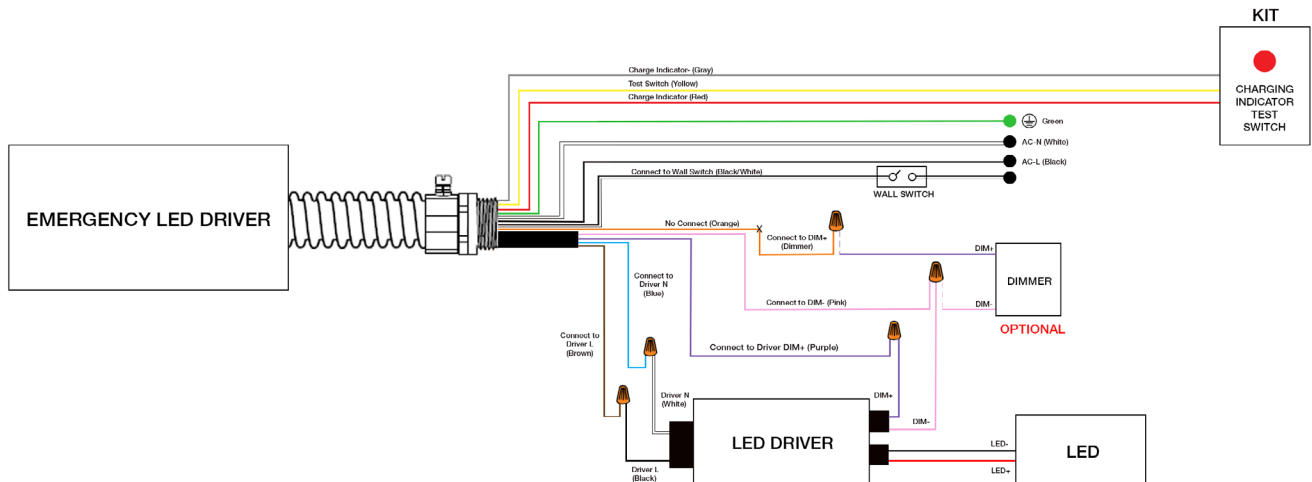 KIT
CHARGING
INDICATOR
TEST
SWITCH
Charge Indicator- (Gray)
Test Switch (Yellow)
Charge Indicator (Red)
Green
AC-N (White)
AC-L (Black)
Connect to Wall Switch (Black/White)
WALL SWITCH
EMERGENCY LED DRIVER
No Connect (Orange)
X
Connect to DIM+
(Dimmer)
DIM+
DIMMER
DIM-
OPTIONAL
Connect to
Driver N
(Blue)
Connect to DIM- (Pink)
Connect to
Driver L
(Brown)
Connect to Driver DIM+ (Purple)
Driver N
(White)
DIM+
DIM-
LED DRIVER
Driver L
(Black)
LED-
LED+
LED